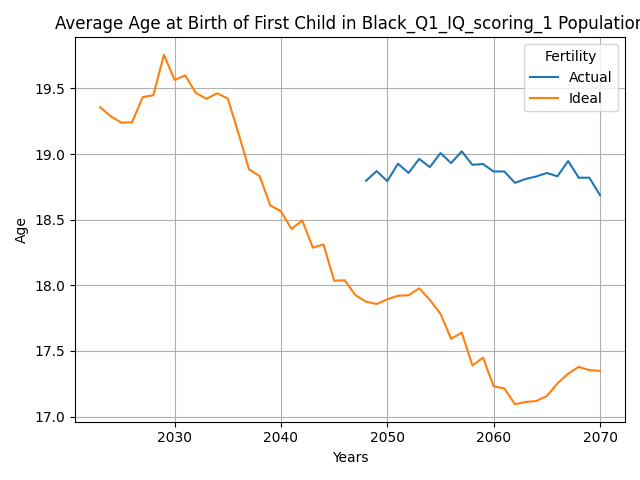 Average Age at Birth of First Child in Black_Q1_IQ_scoring_1 Population
Fertility
Actual
Ideal
19.5
19.0
18.5
18.0
17.5
17.0
Age
2030 2040 2050 2060 2070
Years